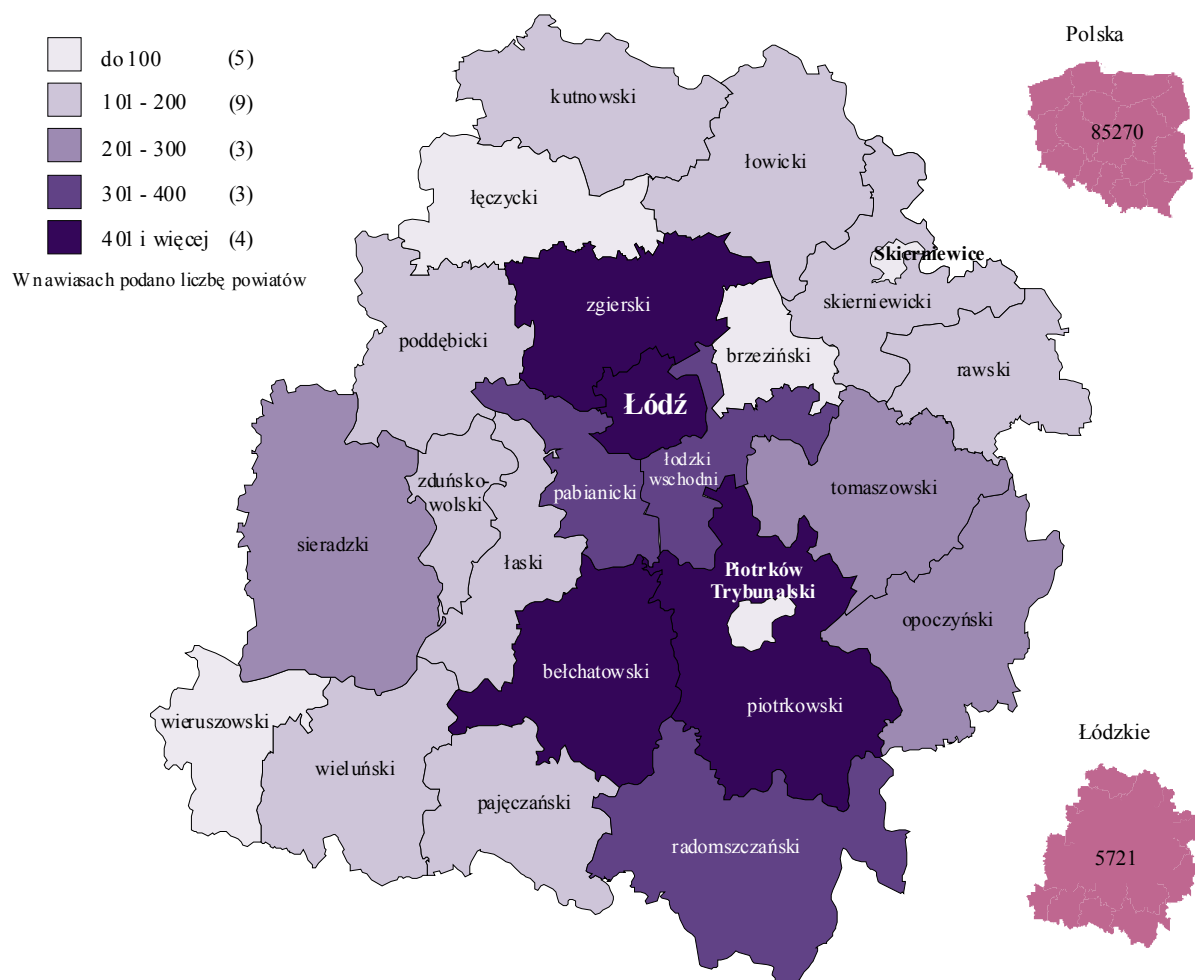 do 100 (5)
101 - 200 (9)
201 - 300 (3)
301 - 400 (3)
401 i więcej (4)
W nawiasach podano liczbę powiatów
Polska
85270
kutnowski
łowicki
łęczycki
Skierniewice
zgierski
skierniewicki
poddębicki
brzeziński
rawski
Łódź
łodzki
wschodni
zduńsko-
wolski
pabianicki
tomaszowski
sieradzki
łaski
Piotrków
Trybunalski
opoczyński
bełchatowski
piotrkowski
wieruszowski
wieluński
pajęczański
radomszczański
Łódzkie
5721